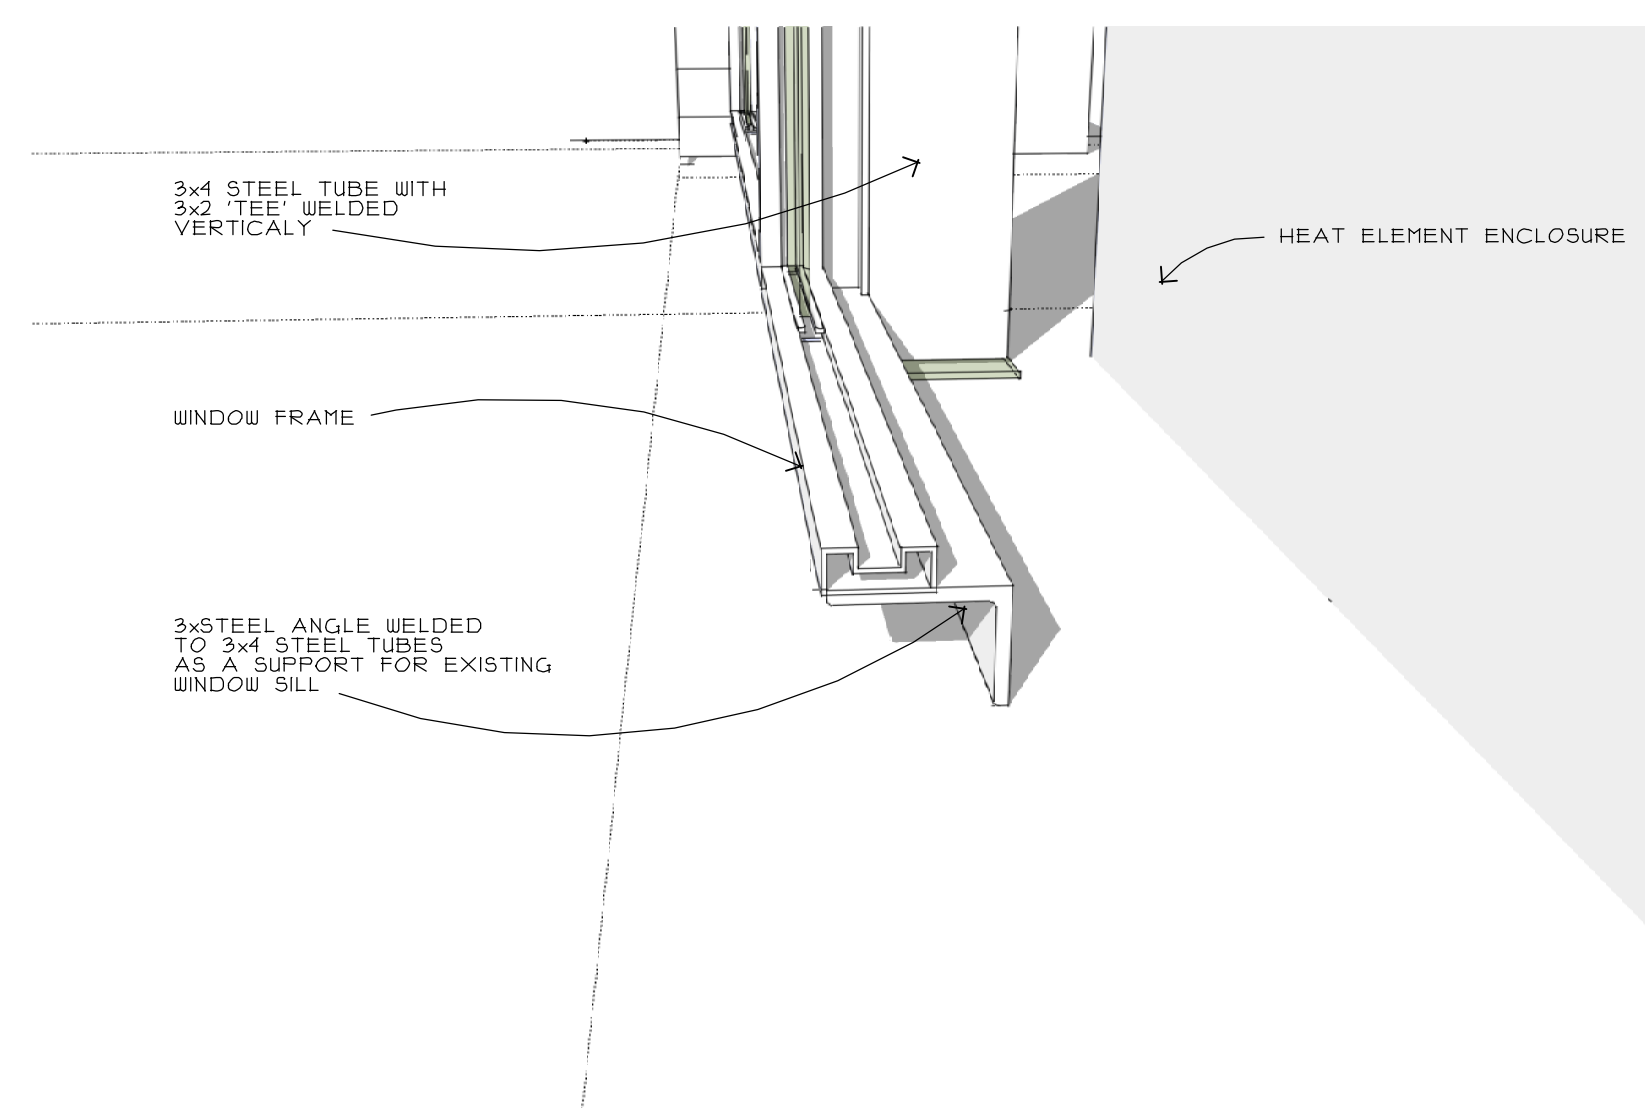 3x4 STEEL TUBE WITH
3x2 'TEE' WELDED
VERTICALY
HEAT ELEMENT ENCLOSURE
WINDOW FRAME
3xSTEEL ANGLE WELDED
TO 3x4 STEEL TUBES
AS A SUPPORT FOR EXISTING
WINDOW SILL